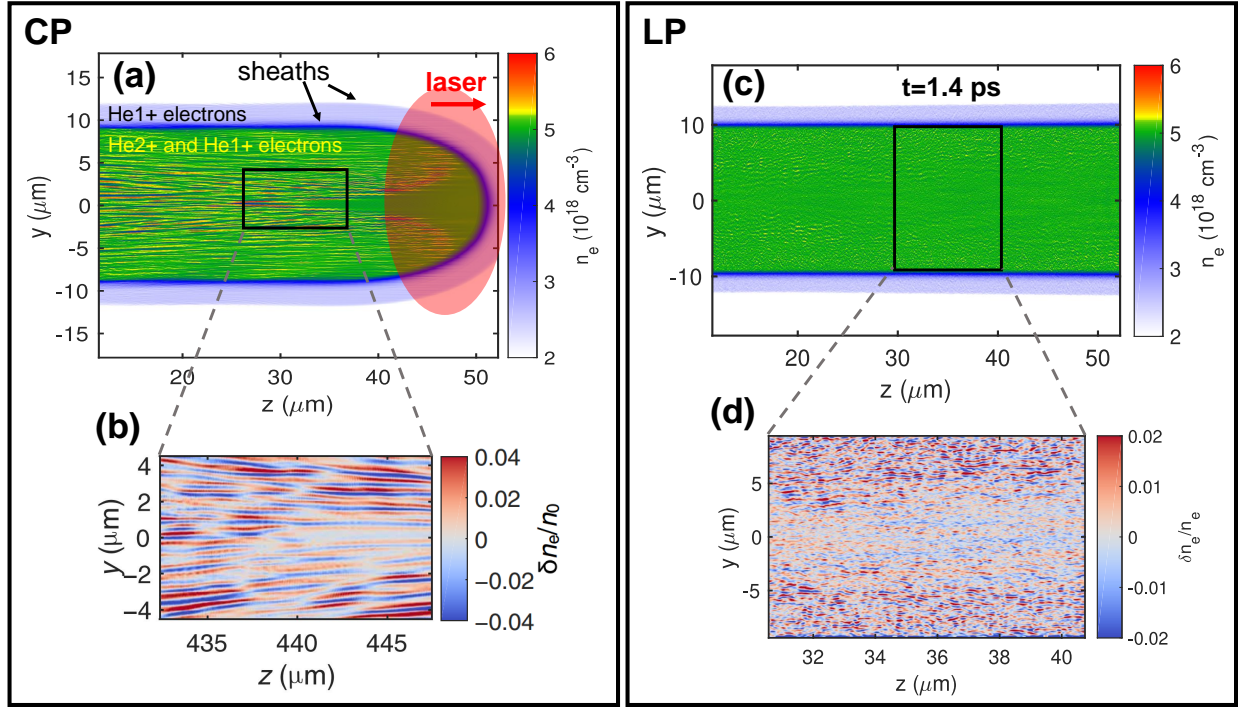 CP
(a)
sheaths
laser
He1+ electrons
He2+ and He1+ electrons
15
10
5
0
-5
-10
-15
y (μm)
20
30
40
50
z (μm)
6
5
4
3
2
n_e (10^18 cm^-3)
(b)
4
2
0
−2
−4
y (μm)
435
440
445
z (μm)
0.04
0.02
0
−0.02
−0.04
δn_e/n_0
LP
(c)
t=1.4 ps
10
0
-10
y (μm)
20
30
40
50
z (μm)
6
5
4
3
2
n_e (10^18 cm^-3)
(d)
5
0
-5
y (μm)
32
34
36
38
40
z (μm)
0.02
0.01
0
-0.01
-0.02
δn_e/n_e